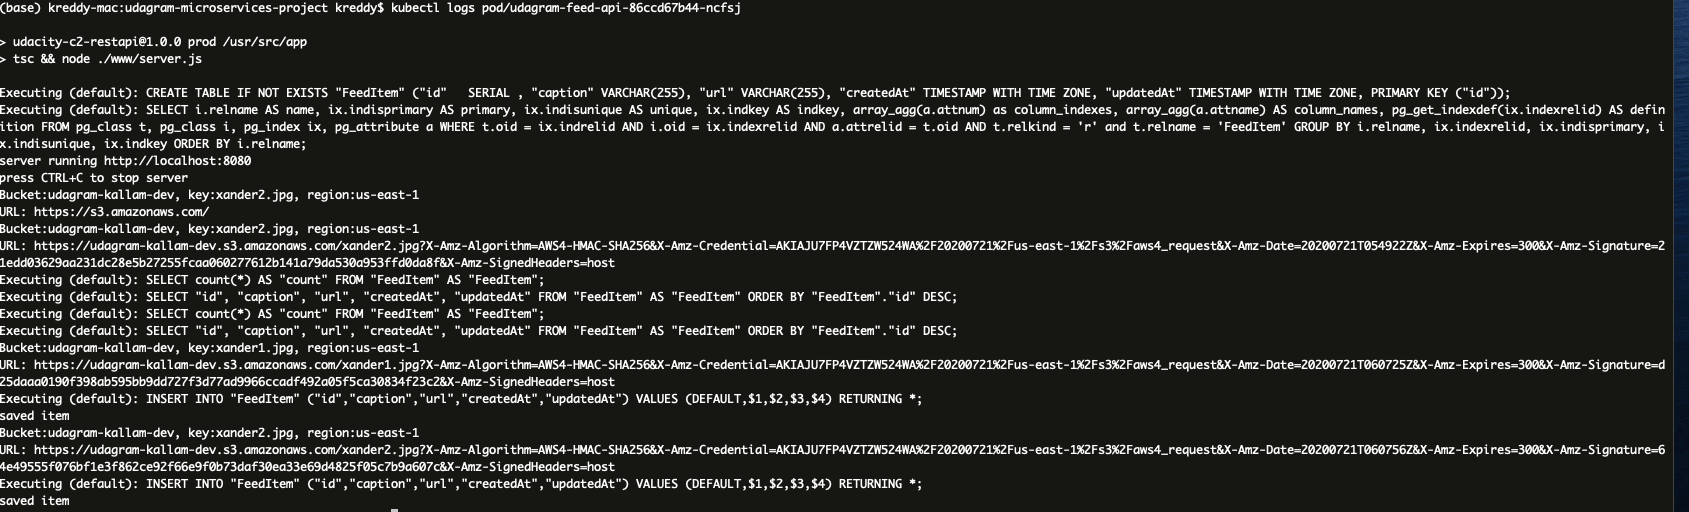 (base) kreddy-mac:udagram-microservices-project kreddy$ kubectl logs pod/udagram-feed-api-86ccd67b44-ncfsj
> udacity-c2-restapi@1.0.0 prod /usr/src/app
> tsc && node ./www/server.js
Executing (default): CREATE TABLE IF NOT EXISTS "FeedItem" ("id"   SERIAL , "caption" VARCHAR(255), "url" VARCHAR(255), "createdAt" TIMESTAMP WITH TIME ZONE, "updatedAt" TIMESTAMP WITH TIME ZONE, PRIMARY KEY ("id"));
Executing (default): SELECT i.relname AS name, ix.indisprimary AS primary, ix.indisunique AS unique, ix.indkey AS indkey, array_agg(a.attnum) as column_indexes, array_agg(a.attname) AS column_names, pg_get_indexdef(ix.indexrelid) AS defin
ition FROM pg_class t, pg_class i, pg_index ix, pg_attribute a WHERE t.oid = ix.indrelid AND i.oid = ix.indexrelid AND a.attrelid = t.oid AND t.relkind = 'r' and t.relname = 'FeedItem' GROUP BY i.relname, ix.indexrelid, ix.indisprimary, i
x.indisunique, ix.indkey ORDER BY i.relname;
server running http://localhost:8080
press CTRL+C to stop server
Bucket:udagram-kallam-dev, key:xander2.jpg, region:us-east-1
URL: https://s3.amazonaws.com/
Bucket:udagram-kallam-dev, key:xander2.jpg, region:us-east-1
URL: https://udagram-kallam-dev.s3.amazonaws.com/xander2.jpg?X-Amz-Algorithm=AWS4-HMAC-SHA256&X-Amz-Credential=AKIAJU7FP4VZTZW524WA%2F20200721%2Fus-east-1%2Fs3%2Faws4_request&X-Amz-Date=20200721T054922Z&X-Amz-Expires=300&X-Amz-Signature=2
1edd03629aa231dc28e5b27255fcaa060277612b141a79da530a953ffd0da8f&X-Amz-SignedHeaders=host
Executing (default): SELECT count(*) AS "count" FROM "FeedItem" AS "FeedItem";
Executing (default): SELECT "id", "caption", "url", "createdAt", "updatedAt" FROM "FeedItem" AS "FeedItem" ORDER BY "FeedItem"."id" DESC;
Executing (default): SELECT count(*) AS "count" FROM "FeedItem" AS "FeedItem";
Executing (default): SELECT "id", "caption", "url", "createdAt", "updatedAt" FROM "FeedItem" AS "FeedItem" ORDER BY "FeedItem"."id" DESC;
Bucket:udagram-kallam-dev, key:xander1.jpg, region:us-east-1
URL: https://udagram-kallam-dev.s3.amazonaws.com/xander1.jpg?X-Amz-Algorithm=AWS4-HMAC-SHA256&X-Amz-Credential=AKIAJU7FP4VZTZW524WA%2F20200721%2Fus-east-1%2Fs3%2Faws4_request&X-Amz-Date=20200721T060725Z&X-Amz-Expires=300&X-Amz-Signature=d
25daaa0190f398ab595bb9dd727f3d77ad9966ccadf492a05f5ca30834f23c2&X-Amz-SignedHeaders=host
Executing (default): INSERT INTO "FeedItem" ("id","caption","url","createdAt","updatedAt") VALUES (DEFAULT,$1,$2,$3,$4) RETURNING *;
saved item
Bucket:udagram-kallam-dev, key:xander2.jpg, region:us-east-1
URL: https://udagram-kallam-dev.s3.amazonaws.com/xander2.jpg?X-Amz-Algorithm=AWS4-HMAC-SHA256&X-Amz-Credential=AKIAJU7FP4VZTZW524WA%2F20200721%2Fus-east-1%2Fs3%2Faws4_request&X-Amz-Date=20200721T060756Z&X-Amz-Expires=300&X-Amz-Signature=6
4e49555f076bf1e3f862ce92f66e9f0b73daf30ea33e69d4825f05c7b9a607c&X-Amz-SignedHeaders=host
Executing (default): INSERT INTO "FeedItem" ("id","caption","url","createdAt","updatedAt") VALUES (DEFAULT,$1,$2,$3,$4) RETURNING *;
saved item